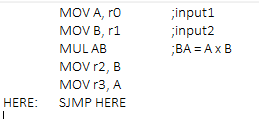 MOV A, r0 ;input1
MOV B, r1 ;input2
MUL AB ;BA = A x B
MOV r2, B
MOV r3, A
HERE: SJMP HERE